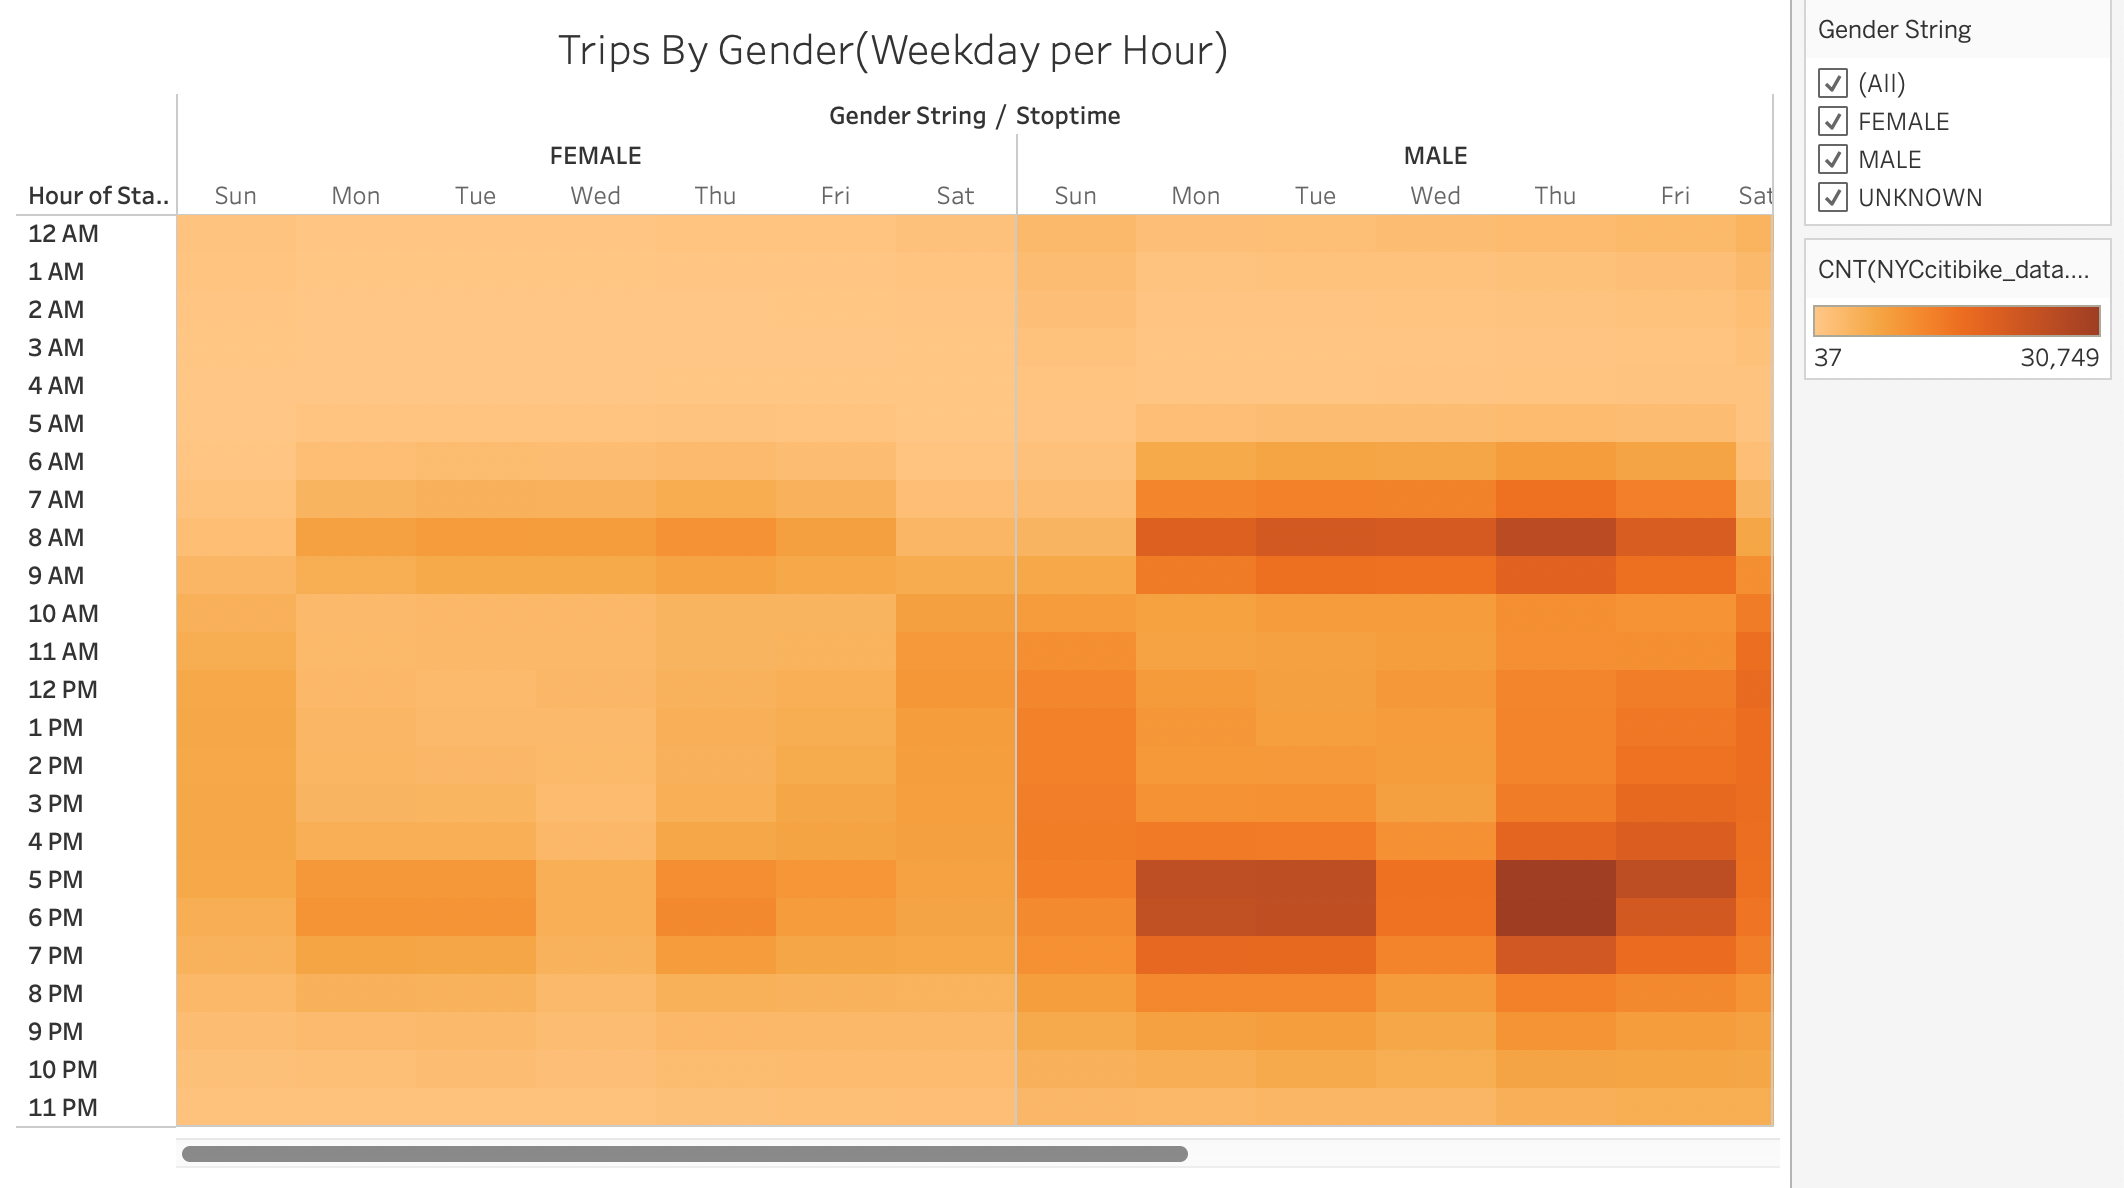 Trips By Gender(Weekday per Hour)
Gender String / Stoptime
FEMALE MALE
Hour of Sta.. Sun Mon Tue Wed Thu Fri Sat Sun Mon Tue Wed Thu Fri Sat
12 AM
1 AM
2 AM
3 AM
4 AM
5 AM
6 AM
7 AM
8 AM
9 AM
10 AM
11 AM
12 PM
1 PM
2 PM
3 PM
4 PM
5 PM
6 PM
7 PM
8 PM
9 PM
10 PM
11 PM
Gender String
(All)
FEMALE
MALE
UNKNOWN
CNT(NYCcitibike_data....
37 30,749